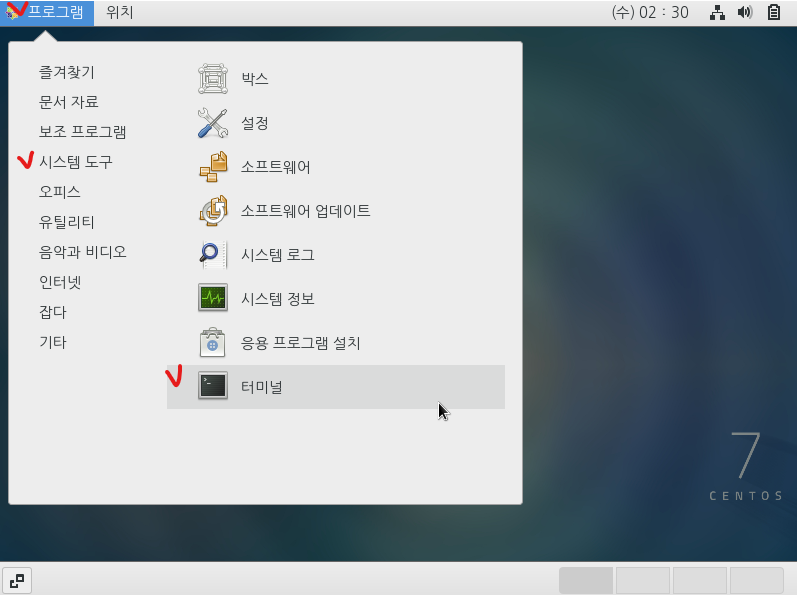 프로그램 위치 (수) 02 : 30
즐겨찾기
문서 자료
보조 프로그램
시스템 도구
오피스
유틸리티
음악과 비디오
인터넷
잡다
기타
박스
설정
소프트웨어
소프트웨어 업데이트
시스템 로그
시스템 정보
응용 프로그램 설치
터미널
7
CENTOS